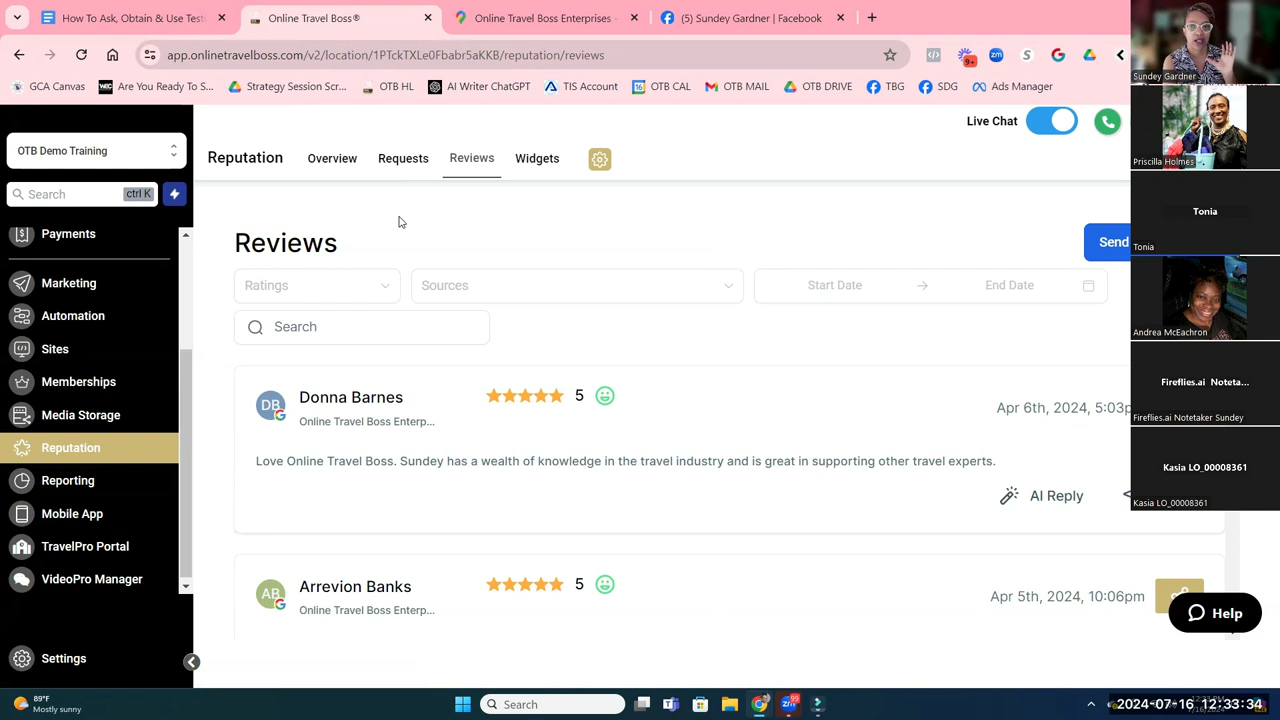 How To Ask, Obtain & Use Test
Online Travel Boss®
Online Travel Boss Enterprises -
(5) Sundey Gardner | Facebook
app.onlinetravelboss.com/v2/location/1PTckTXLe0Fbabr5aKKB/reputation/reviews
9+
GCA Canvas
Are You Ready To S...
Strategy Session Scr...
OTB HL
AI Writer ChatGPT
TIS Account
OTB CAL
OTB MAIL
OTB DRIVE
TBG
SDC
Ads Manager
Sundey Gardner
Priscilla Holmes
Tonia
Tonia
Andrea McEachron
Fireflies.ai Noteta...
Fireflies.ai Notetaker Sundey
Kasia LO_00008361
Kasia LO_00008361
OTB Demo Training
Search
ctrl K
Payments
Marketing
Automation
Sites
Memberships
Media Storage
Reputation
Reporting
Mobile App
TravelPro Portal
VideoPro Manager
Settings
Live Chat
Reputation
Overview
Requests
Reviews
Widgets
Reviews
Send
Ratings
Sources
Start Date
End Date
Search
DB
Donna Barnes
5
Online Travel Boss Enterp...
Apr 6th, 2024, 5:03p
Love Online Travel Boss. Sundey has a wealth of knowledge in the travel industry and is great in supporting other travel experts.
AI Reply
AB
Arrevion Banks
5
Online Travel Boss Enterp...
Apr 5th, 2024, 10:06pm
Help
89°F
Mostly sunny
Search
2024-07-16 12:33:34